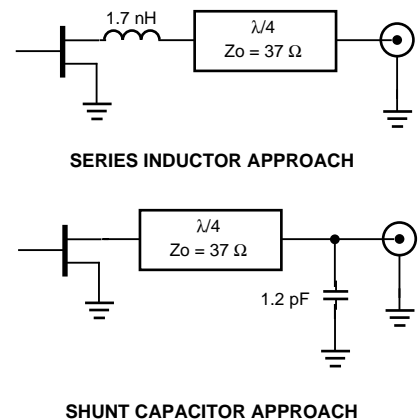 1.7 nH
λ/4
Zo = 37 Ω
SERIES INDUCTOR APPROACH
λ/4
Zo = 37 Ω
1.2 pF
SHUNT CAPACITOR APPROACH